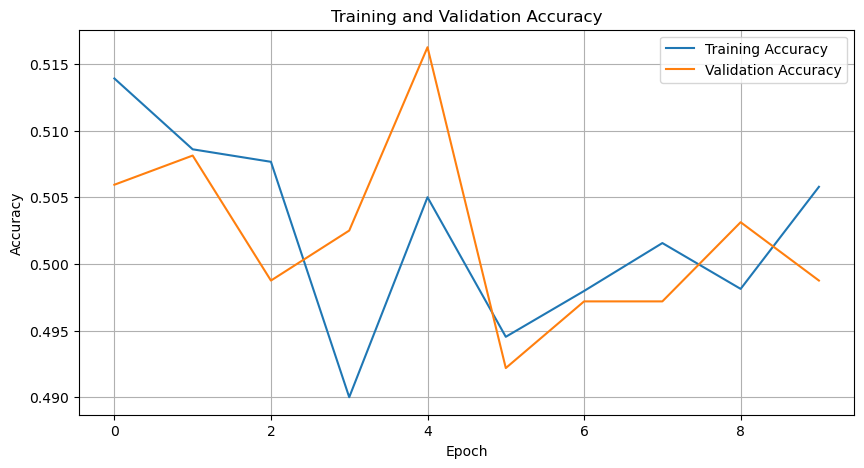 Training and Validation Accuracy
Training Accuracy
Validation Accuracy
Accuracy
0.515
0.510
0.505
0.500
0.495
0.490
0 2 4 6 8
Epoch